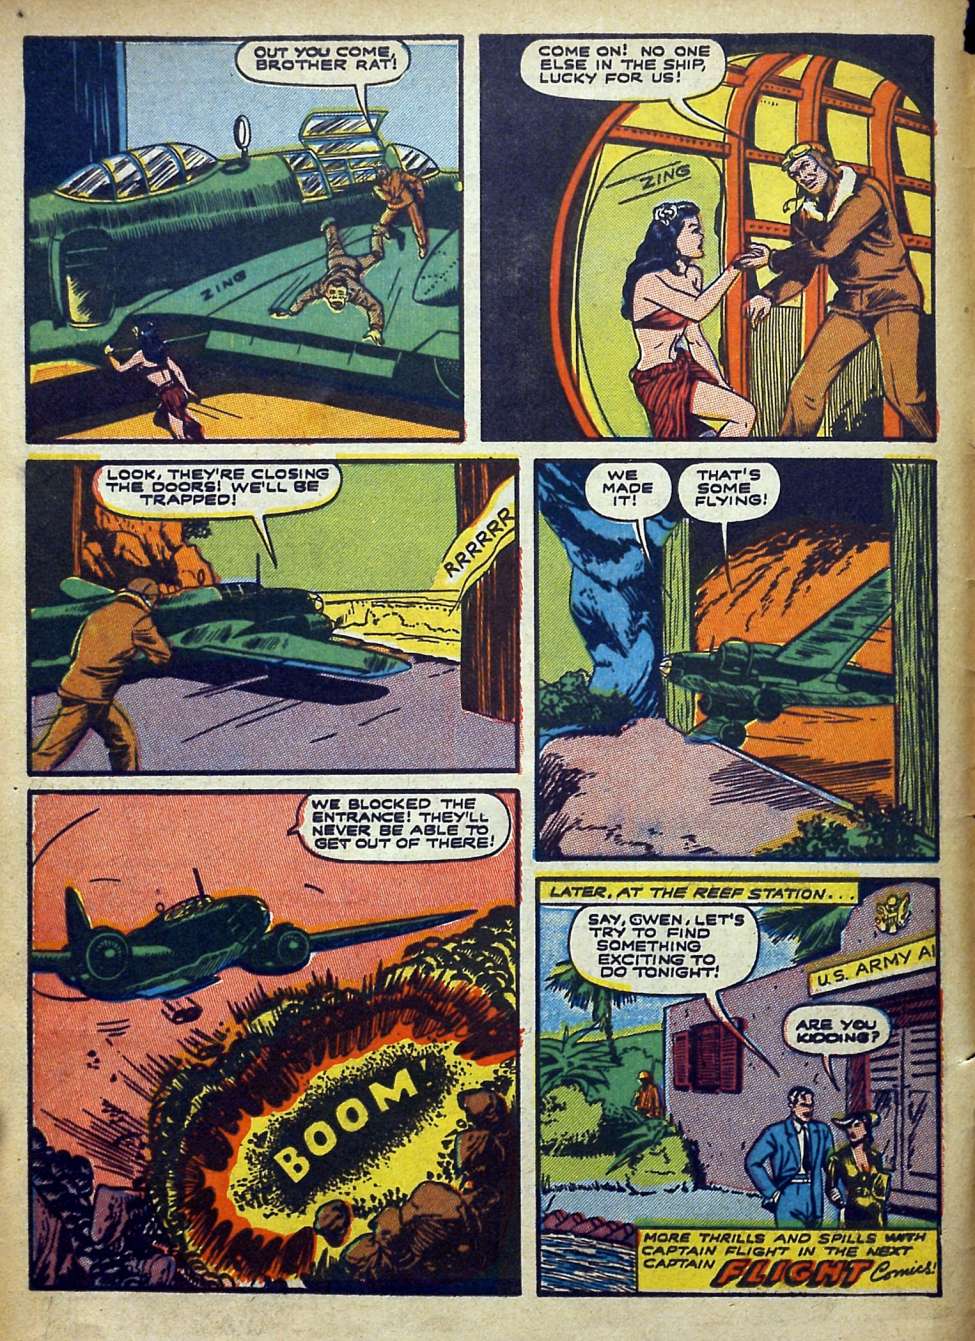 OUT YOU COME,
BROTHER RAT!
ZING
COME ON! NO ONE
ELSE IN THE SHIP,
LUCKY FOR US!
ZING
LOOK, THEY'RE CLOSING
THE DOORS! WE'LL BE
TRAPPED!
RRRRRR
WE
MADE
IT!
THAT'S
SOME
FLYING!
WE BLOCKED THE
ENTRANCE! THEY'LL
NEVER BE ABLE TO
GET OUT OF THERE!
BOOM!
LATER, AT THE REEF STATION...
SAY, GWEN, LET'S
TRY TO FIND
SOMETHING
EXCITING TO
DO TONIGHT!
U.S. ARMY AI
ARE YOU
KIDDING?
MORE THRILLS AND SPILLS WITH
CAPTAIN FLIGHT IN THE NEXT
CAPTAIN FLIGHT Comics!